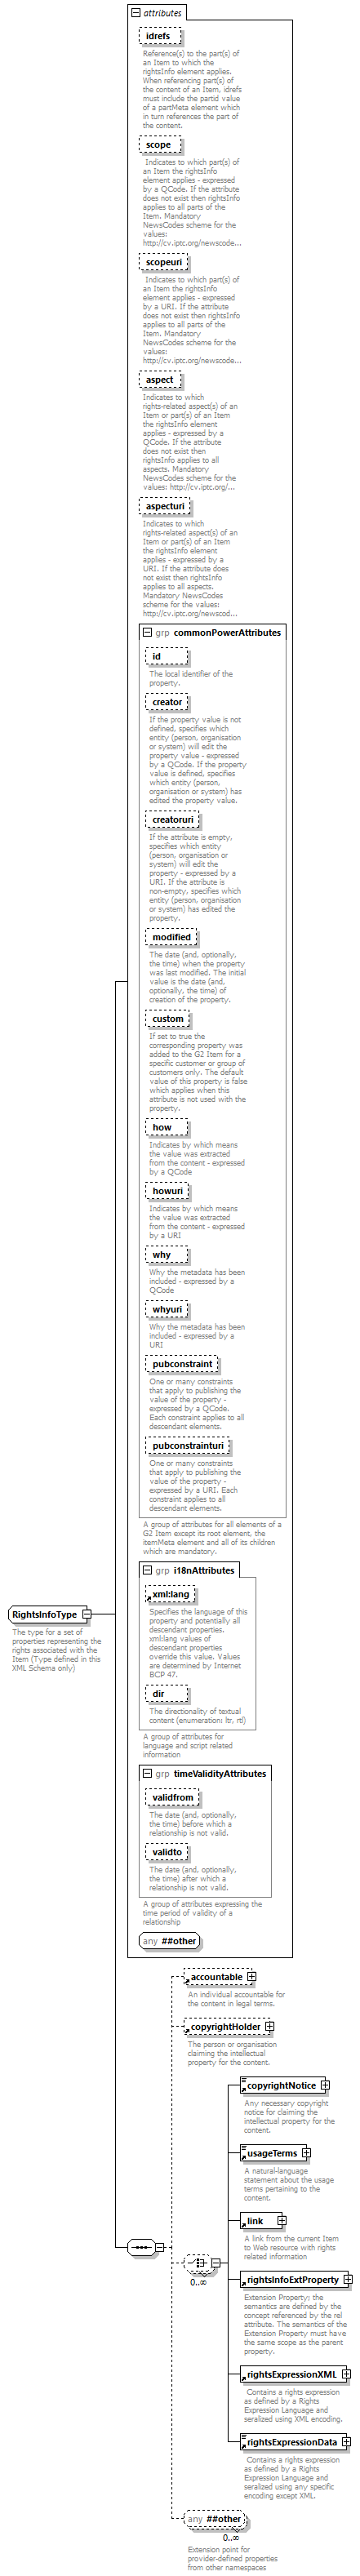 attributes
idrefs
Reference(s) to the part(s) of
an Item to which the
rightsInfo element applies.
When referencing part(s) of
the content of an Item, idrefs
must include the partid value
of a partMeta element which
in turn references the part of
the content.
scope
Indicates to which part(s) of
an Item the rightsInfo
element applies - expressed
by a QCode. If the attribute
does not exist then rightsInfo
applies to all parts of the
Item. Mandatory
NewsCodes scheme for the
values:
http://cv.iptc.org/newscode...
scopeuri
Indicates to which part(s) of
an Item the rightsInfo
element applies - expressed
by a URI. If the attribute
does not exist then rightsInfo
applies to all parts of the
Item. Mandatory
NewsCodes scheme for the
values:
http://cv.iptc.org/newscode...
aspect
Indicates to which
rights-related aspect(s) of an
Item or part(s) of an Item
the rightsInfo element
applies - expressed by a
QCode. If the attribute
does not exist then
rightsInfo applies to all
aspects. Mandatory
NewsCodes scheme for the
values: http://cv.iptc.org/...
aspecturi
Indicates to which
rights-related aspect(s) of an
Item or part(s) of an Item
the rightsInfo element
applies - expressed by a
URI. If the attribute does
not exist then rightsInfo
applies to all aspects.
Mandatory NewsCodes
scheme for the values:
http://cv.iptc.org/newscod...
grp commonPowerAttributes
id
The local identifier of the
property.
creator
If the property value is not
defined, specifies which
entity (person, organisation
or system) will edit the
property value - expressed
by a QCode. If the property
value is defined, specifies
which entity (person,
organisation or system) has
edited the property value.
creatoruri
If the attribute is empty,
specifies which entity
(person, organisation or
system) will edit the
property - expressed by a
URI. If the attribute is
non-empty, specifies which
entity (person, organisation
or system) has edited the
property.
modified
The date (and, optionally,
the time) when the property
was last modified. The initial
value is the date (and,
optionally, the time) of
creation of the property.
custom
If set to true the
corresponding property was
added to the G2 Item for a
specific customer or group of
customers only. The default
value of this property is false
which applies when this
attribute is not used with the
property.
how
Indicates by which means
the value was extracted
from the content - expressed
by a QCode
howuri
Indicates by which means
the value was extracted
from the content - expressed
by a URI
why
Why the metadata has been
included - expressed by a
QCode
whyuri
Why the metadata has been
included - expressed by a
URI
pubconstraint
One or many constraints
that apply to publishing the
value of the property -
expressed by a QCode.
Each constraint applies to all
descendant elements.
pubconstrainturi
One or many constraints
that apply to publishing the
value of the property -
expressed by a URI. Each
constraint applies to all
descendant elements.
A group of attributes for all elements of a
G2 Item except its root element, the
itemMeta element and all of its children
which are mandatory.
grp i18nAttributes
xml:lang
Specifies the language of this
property and potentially all
descendant properties.
xml:lang values of
descendant properties
override this value. Values
are determined by Internet
BCP 47.
dir
The directionality of textual
content (enumeration: ltr, rtl)
A group of attributes for
language and script related
information
grp timeValidityAttributes
validfrom
The date (and, optionally,
the time) before which a
relationship is not valid.
validto
The date (and, optionally,
the time) after which a
relationship is not valid.
A group of attributes expressing the
time period of validity of a
relationship
any ##other
RightsInfoType
The type for a set of
properties representing the
rights associated with the
Item (Type defined in this
XML Schema only)
accountable
An individual accountable for
the content in legal terms.
copyrightHolder
The person or organisation
claiming the intellectual
property for the content.
copyrightNotice
Any necessary copyright
notice for claiming the
intellectual property for the
content.
usageTerms
A natural-language
statement about the usage
terms pertaining to the
content.
link
A link from the current Item
to Web resource with rights
related information
0..∞
rightsInfoExtProperty
Extension Property; the
semantics are defined by the
concept referenced by the rel
attribute. The semantics of the
Extension Property must have
the same scope as the parent
property.
rightsExpressionXML
Contains a rights expression
as defined by a Rights
Expression Language and
seralized using XML encoding.
rightsExpressionData
Contains a rights expression
as defined by a Rights
Expression Language and
seralized using any specific
encoding except XML.
any ##other
0..∞
Extension point for
provider-defined properties
from other namespaces